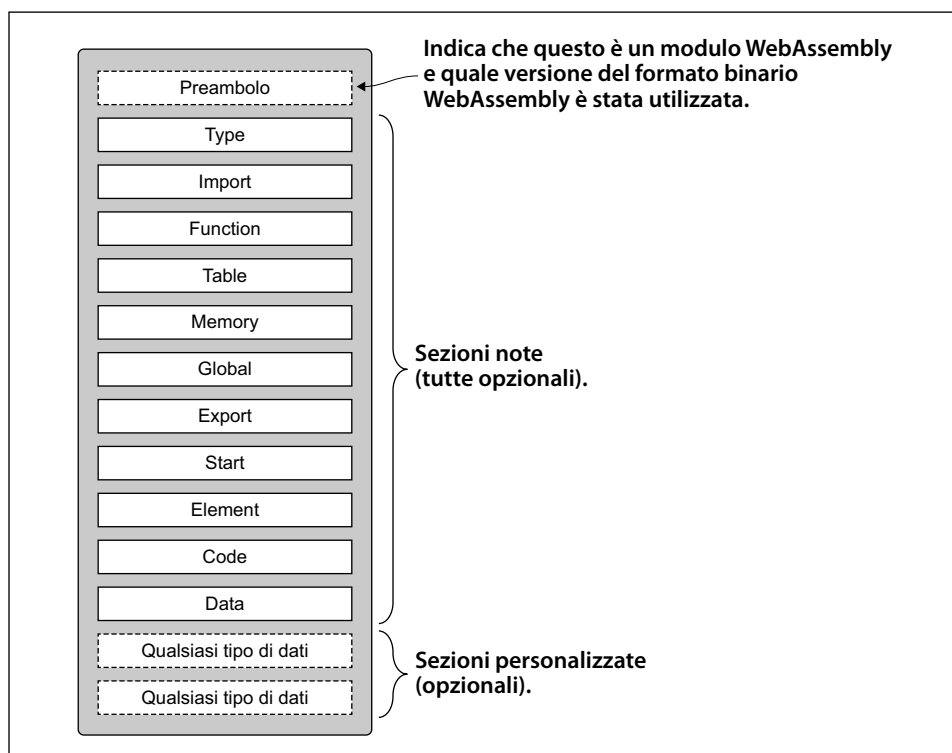 Indica che questo è un modulo WebAssembly
e quale versione del formato binario
WebAssembly è stata utilizzata.
Preambolo
Type
Import
Function
Table
Memory
Global
Export
Start
Element
Code
Data
Sezioni note
(tutte opzionali).
Qualsiasi tipo di dati
Qualsiasi tipo di dati
Sezioni personalizzate
(opzionali).